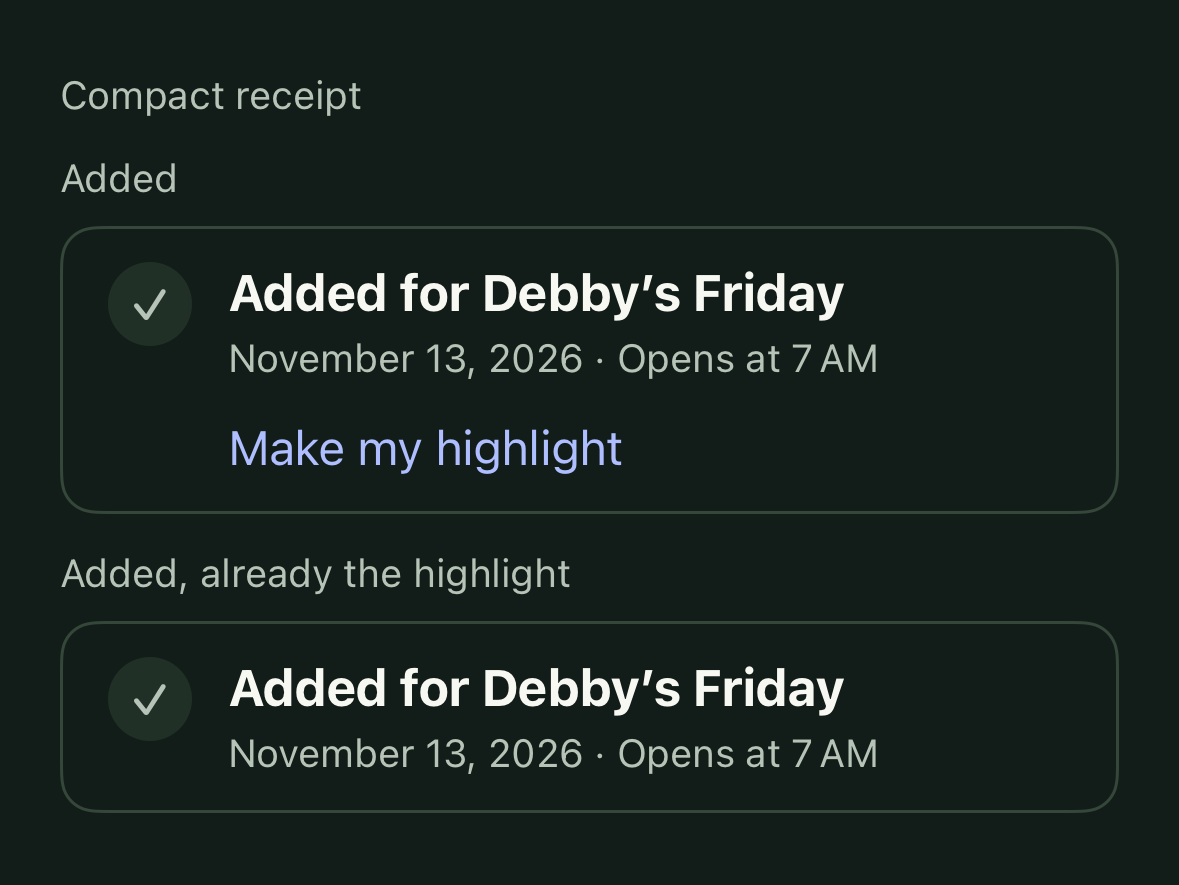 Compact receipt
Added
Added for Debby’s Friday
November 13, 2026 · Opens at 7 AM
Make my highlight
Added, already the highlight
Added for Debby’s Friday
November 13, 2026 · Opens at 7 AM